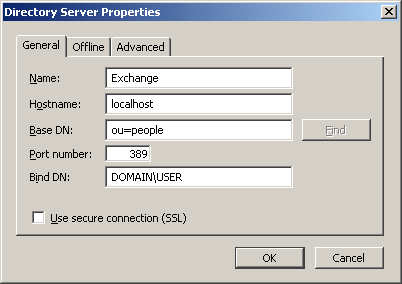 Directory Server Properties
General Offline Advanced
Name: Exchange
Hostname: localhost
Base DN: ou=people Find
Port number: 389
Bind DN: DOMAIN\USER
Use secure connection (SSL)
OK Cancel